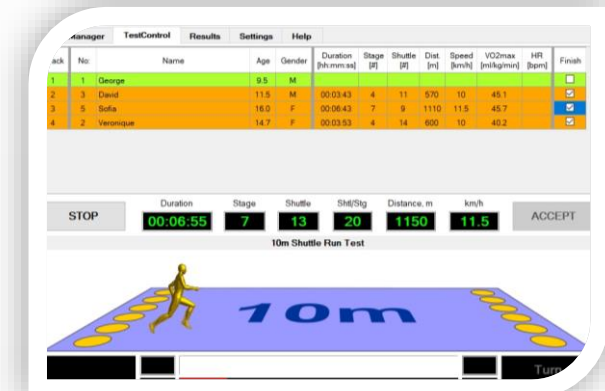 anager TestControl Results Settings Help
ack No: Name Age Gender Duration [hh:mm:ss] Stage [#] Shuttle [#] Dist. [m] Speed [km/h] VO2max [ml/kg/min] HR [bpm] Finish
1 1 George 9.5 M
2 3 David 11.5 M 00:03:43 4 11 570 10 45.1
3 5 Sofia 16.0 F 00:06:43 7 9 1110 11.5 45.7
4 2 Veronique 14.7 F 00:03:53 4 14 600 10 40.2
Duration Stage Shuttle Shtl/Stg Distance, m km/h
STOP 00:06:55 7 13 20 1150 11.5 ACCEPT
10m Shuttle Run Test
10m
Turn